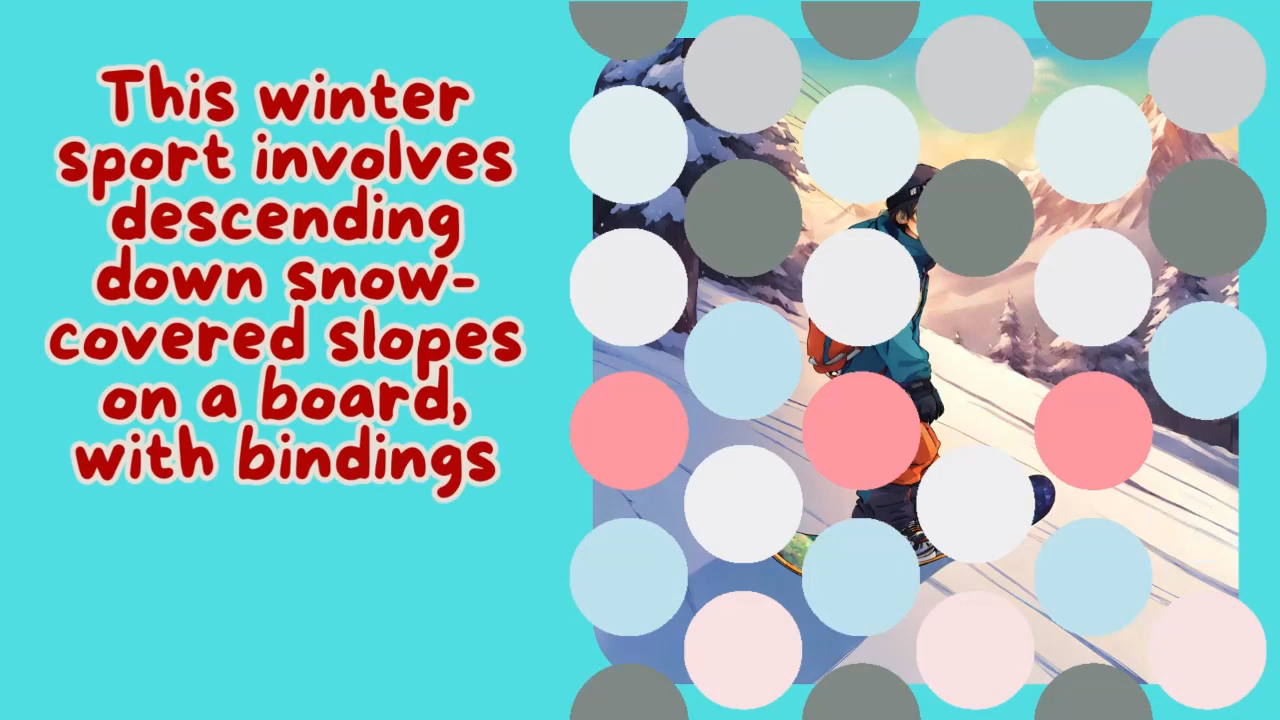 This winter
sport involves
descending
down snow-
covered slopes
on a board,
with bindings